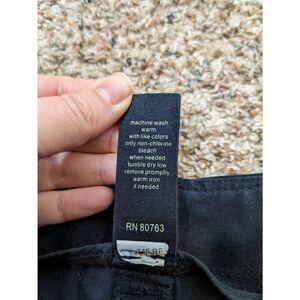 machine wash
warm
with like colors
only non-chlorine
bleach
when needed
tumble dry low
remove promptly
warm iron
if needed
RN 80763